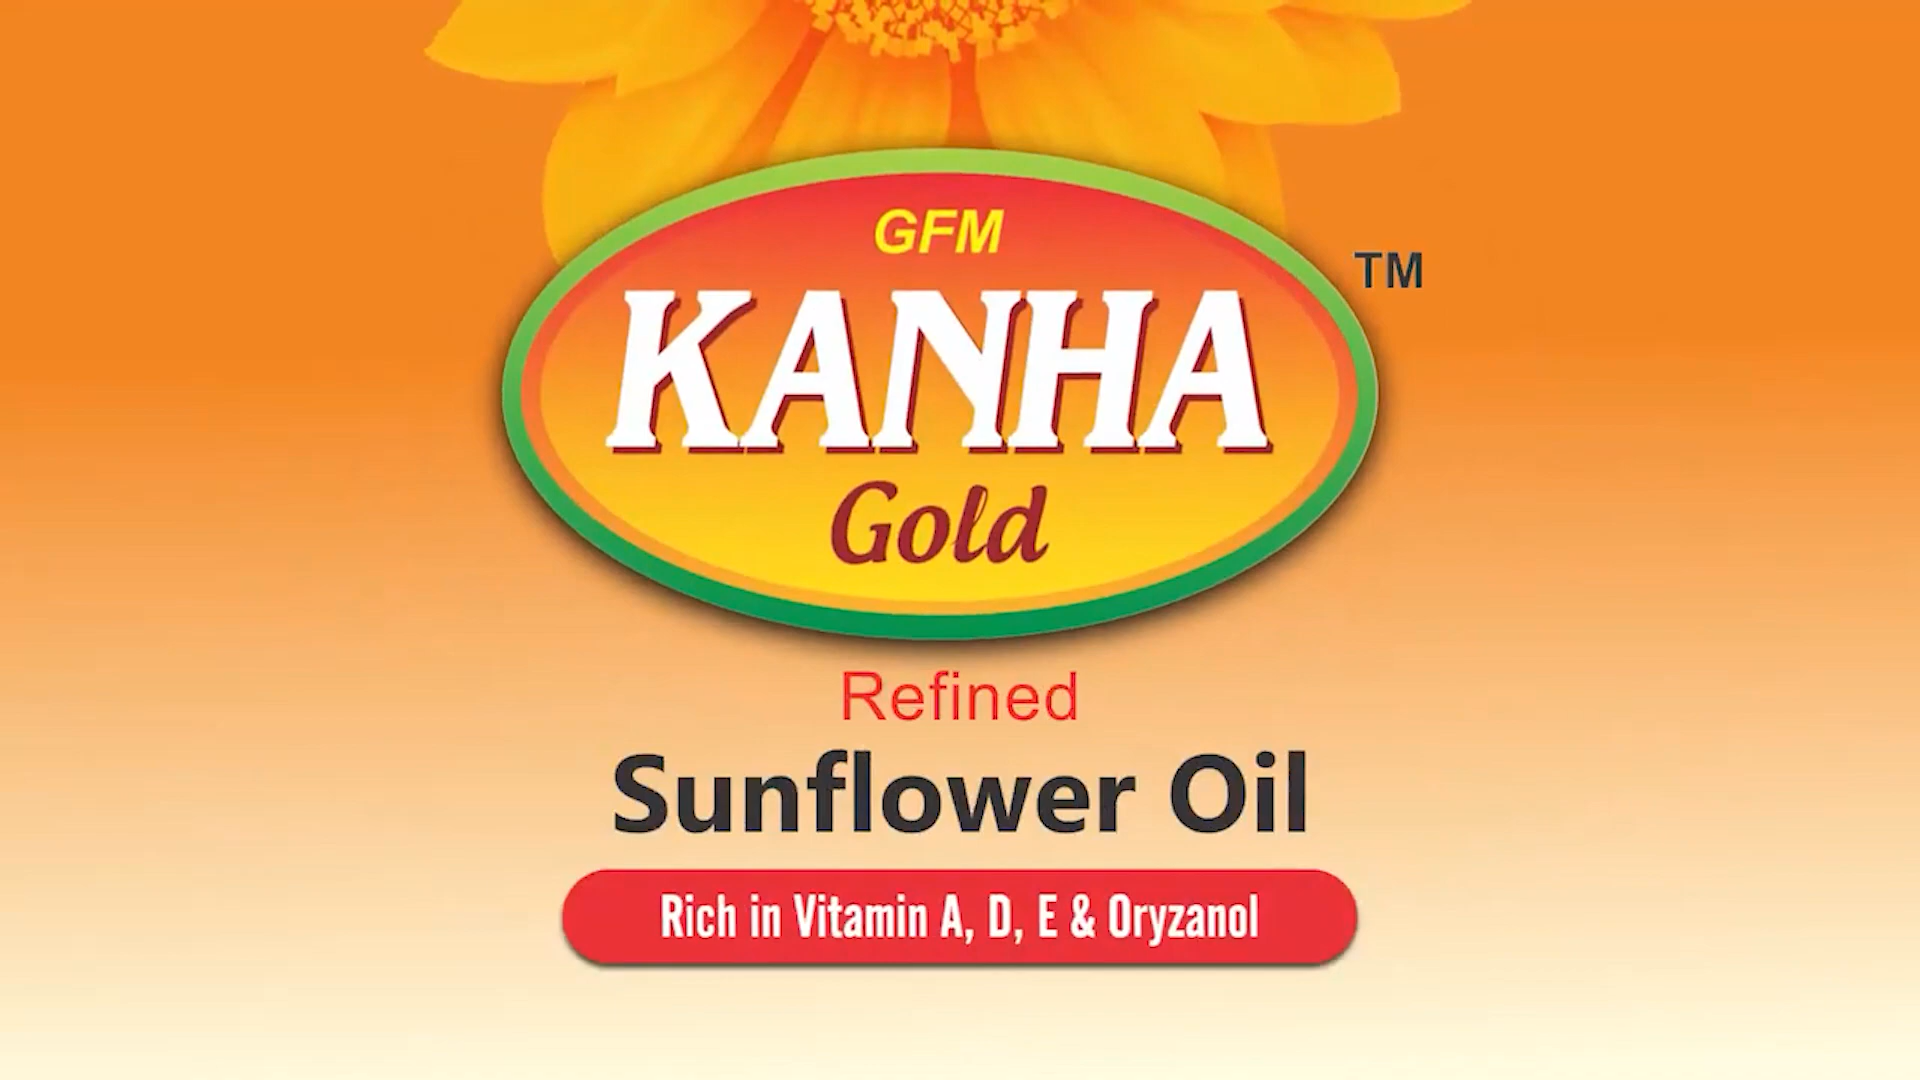 GFM
KANHA
TM
Gold
Refined
Sunflower Oil
Rich in Vitamin A, D, E & Oryzanol